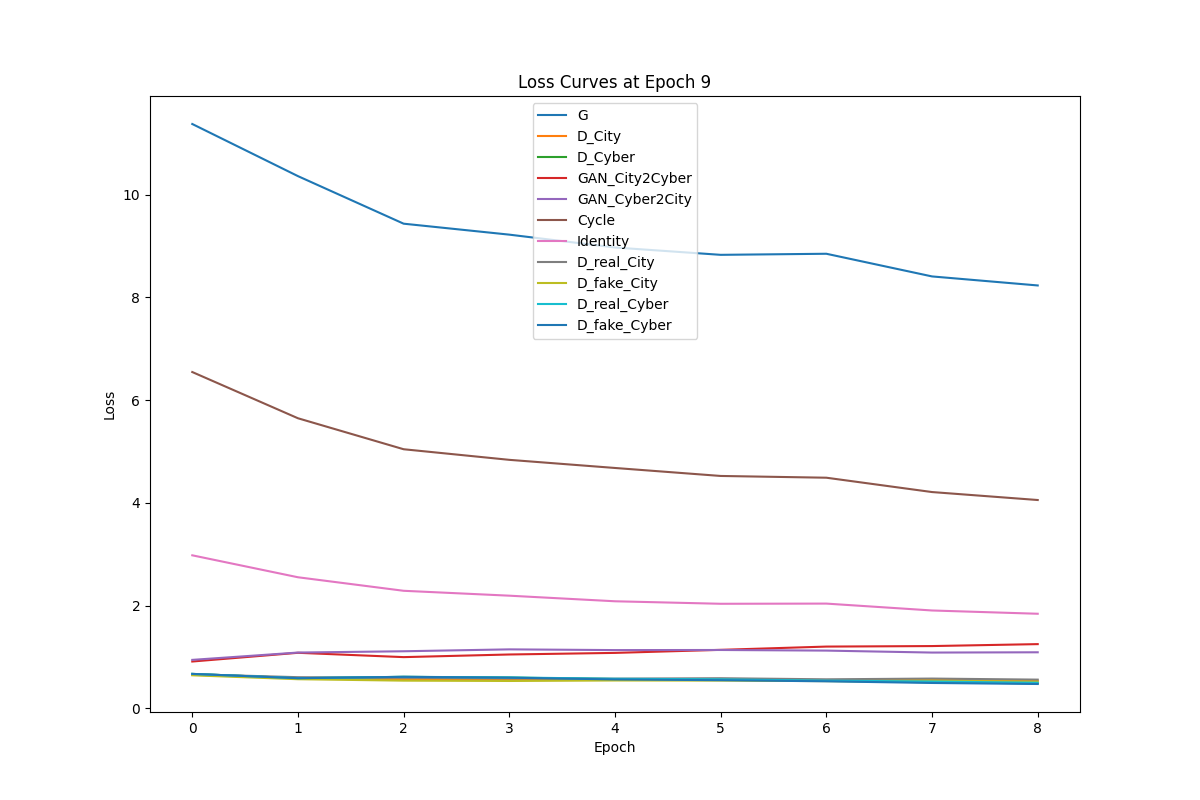 Loss Curves at Epoch 9
G
D_City
D_Cyber
GAN_City2Cyber
GAN_Cyber2City
Cycle
Identity
D_real_City
D_fake_City
D_real_Cyber
D_fake_Cyber
10
8
6
4
2
0
Loss
0 1 2 3 4 5 6 7 8
Epoch